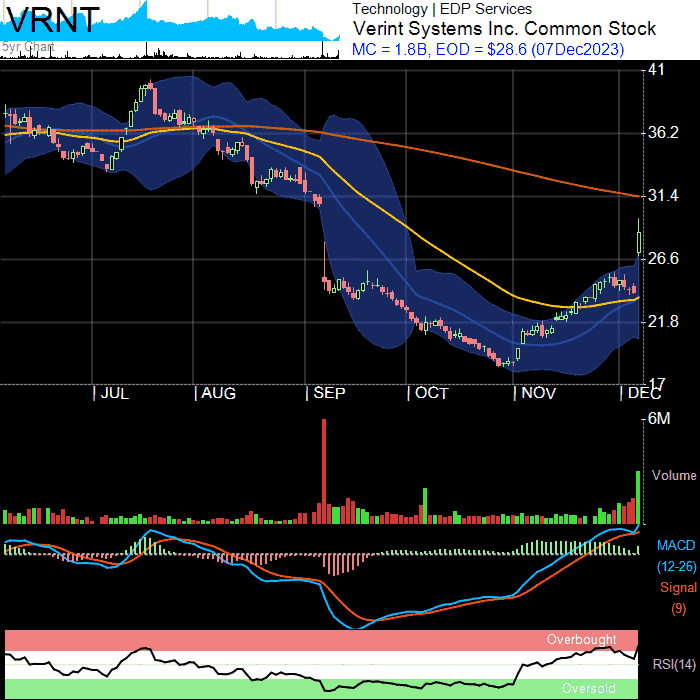 VRNT
5yr Chart
Technology | EDP Services
Verint Systems Inc. Common Stock
MC = 1.8B, EOD = $28.6 (07Dec2023)
41
36.2
31.4
26.6
21.8
17
JUL AUG SEP OCT NOV DEC
6M
Volume
MACD
(12-26)
Signal
(9)
Overbought
RSI(14)
Oversold